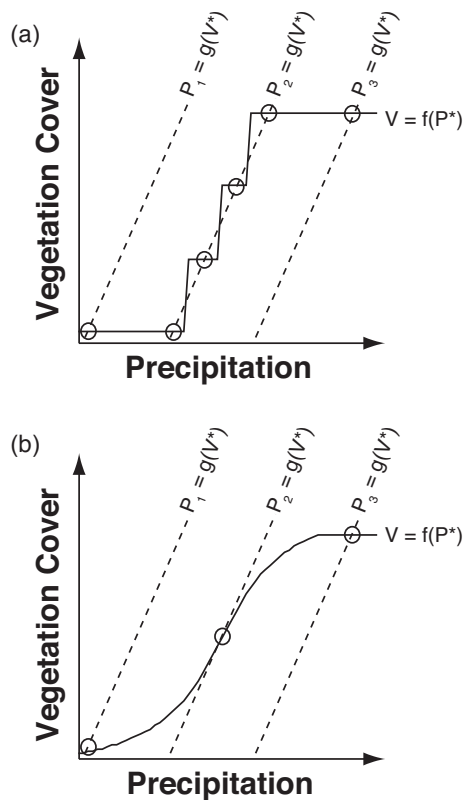 (a)
Vegetation Cover
P₁ = g(V*)
P₂ = g(V*)
P₃ = g(V*)
V = f(P*)
Precipitation
(b)
Vegetation Cover
P₁ = g(V*)
P₂ = g(V*)
P₃ = g(V*)
V = f(P*)
Precipitation